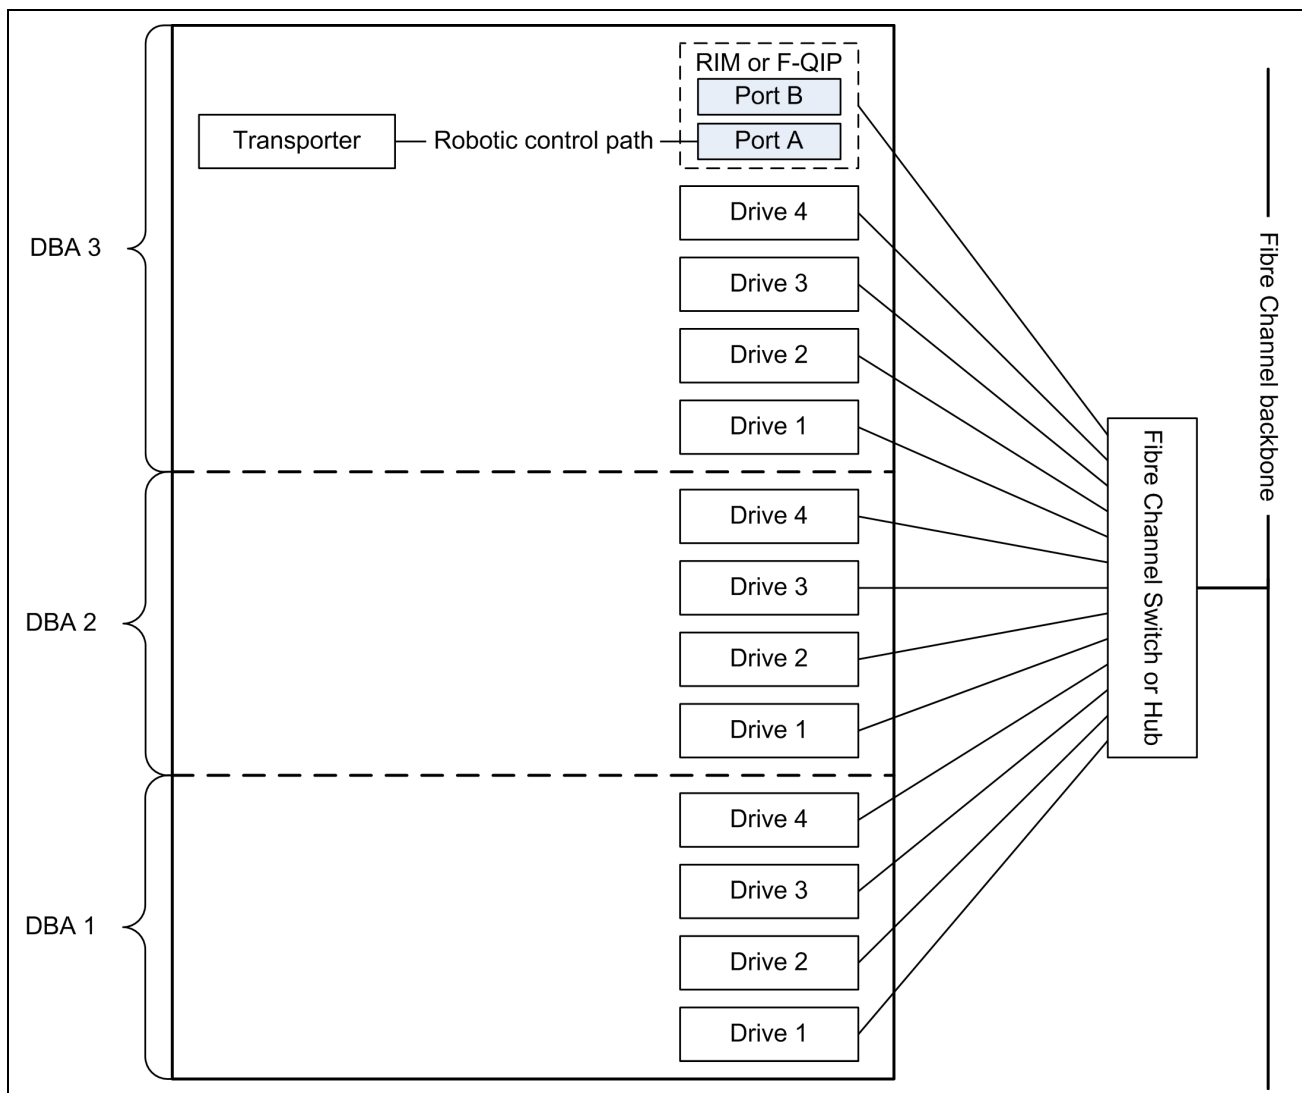 RIM or F-QIP
Port B
Transporter
Robotic control path
Port A
Drive 4
DBA 3
Drive 3
Drive 2
Drive 1
Drive 4
Drive 3
DBA 2
Drive 2
Drive 1
Drive 4
Drive 3
DBA 1
Drive 2
Drive 1
Fibre Channel Switch or Hub
Fibre Channel backbone